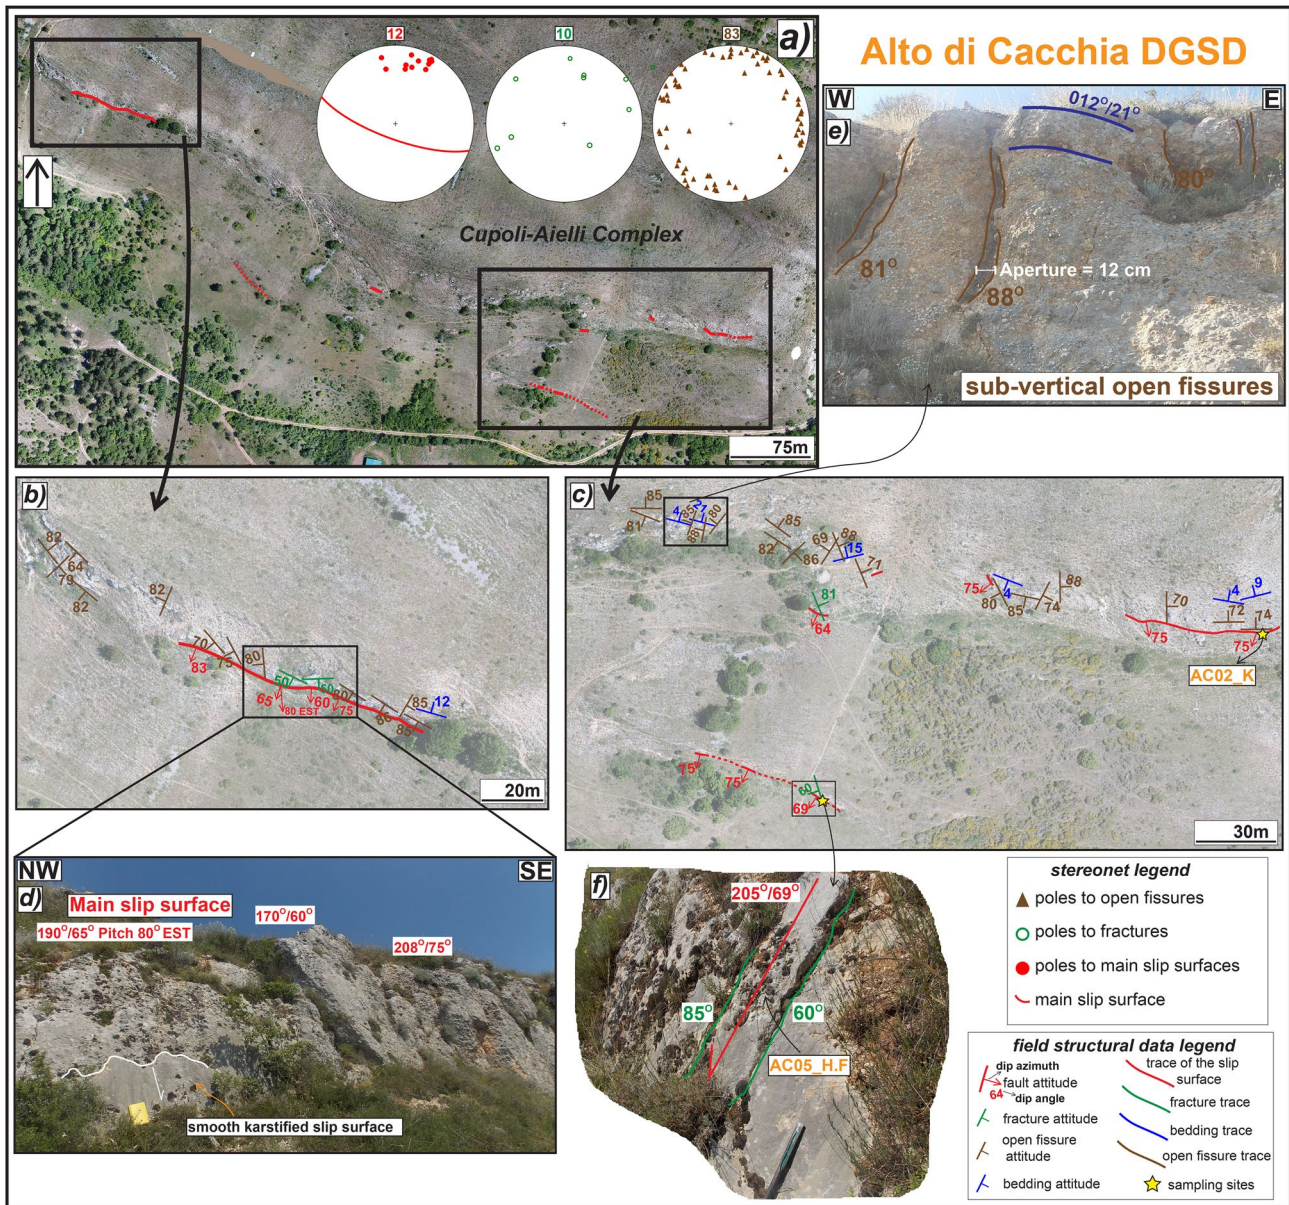 Alto di Cacchia DGSD
a)
12
10
83
Cupoli-Aielli Complex
75m
W
E
e)
012°/21°
80°
81°
Aperture = 12 cm
88°
sub-vertical open fissures
b)
82
64
79
82
82
70
75
80
83
50
60
80
65
80 EST
60
75
86
85
85
12
20m
c)
85
81
4
85
21
80
88
85
82
69
88
86
15
71
81
64
75
80
4
85
74
88
70
75
4
9
72
74
75
AC02_K
75
75
60
69
30m
NW
SE
d)
Main slip surface
190°/65° Pitch 80° EST
170°/60°
208°/75°
smooth karstified slip surface
f)
205°/69°
85°
60°
AC05_H.F
stereonet legend
poles to open fissures
poles to fractures
poles to main slip surfaces
main slip surface
field structural data legend
dip azimuth
fault attitude
64
dip angle
fracture attitude
open fissure
attitude
bedding attitude
trace of the slip
surface
fracture trace
bedding trace
open fissure trace
sampling sites